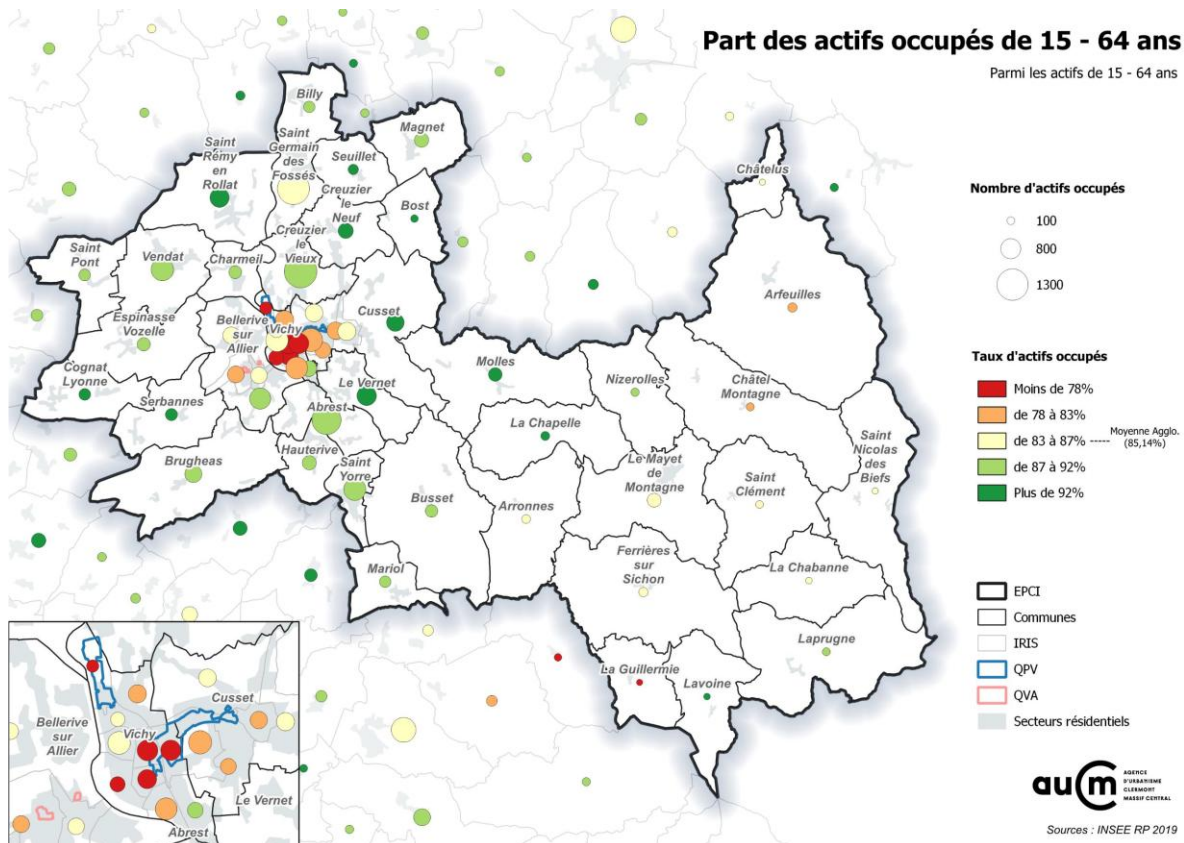 Part des actifs occupés de 15 - 64 ans
Parmi les actifs de 15 - 64 ans
Billy
Magnet
Saint
Rémy
en
Rollat
Saint
Germain
des
Fossés
Seuillet
Creuzier
le
Neuf
Bost
Châtelus
Saint
Pont
Vendat
Charmeil
Creuzier
le
Vieux
Arfeuilles
Espinasse
Vozelle
Bellerive
sur
Allier
Vichy
Cusset
Cognat
Lyonne
Serbannes
Le Vernet
Molles
Nizerolles
Châtel
Montagne
Abrest
La Chapelle
Saint
Nicolas
des
Biefs
Brugheas
Hauterive
Saint
Yorre
Busset
Arronnes
Le Mayet
de
Montagne
Saint
Clément
Mariol
Ferrières
sur
Sichon
La Chabanne
Laprugne
La Guillermie
Lavoine
Nombre d'actifs occupés
100
800
1300
Taux d'actifs occupés
Moins de 78%
de 78 à 83%
de 83 à 87% ----- Moyenne Agglo.
(85,14%)
de 87 à 92%
Plus de 92%
EPCI
Communes
IRIS
QPV
QVA
Secteurs résidentiels
Bellerive
sur
Allier
Vichy
Cusset
Le Vernet
Abrest
aucm
AGENCE
D'URBANISME
CLERMONT
MASSIF CENTRAL
Sources : INSEE RP 2019